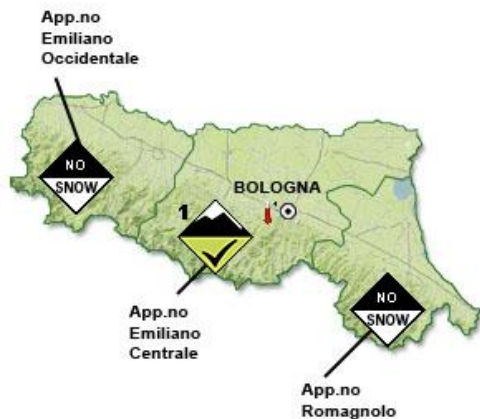 App.no
Emiliano
Occidentale
NO
SNOW
BOLOGNA
1
NO
SNOW
App.no
Emiliano
Centrale
App.no
Romagnolo